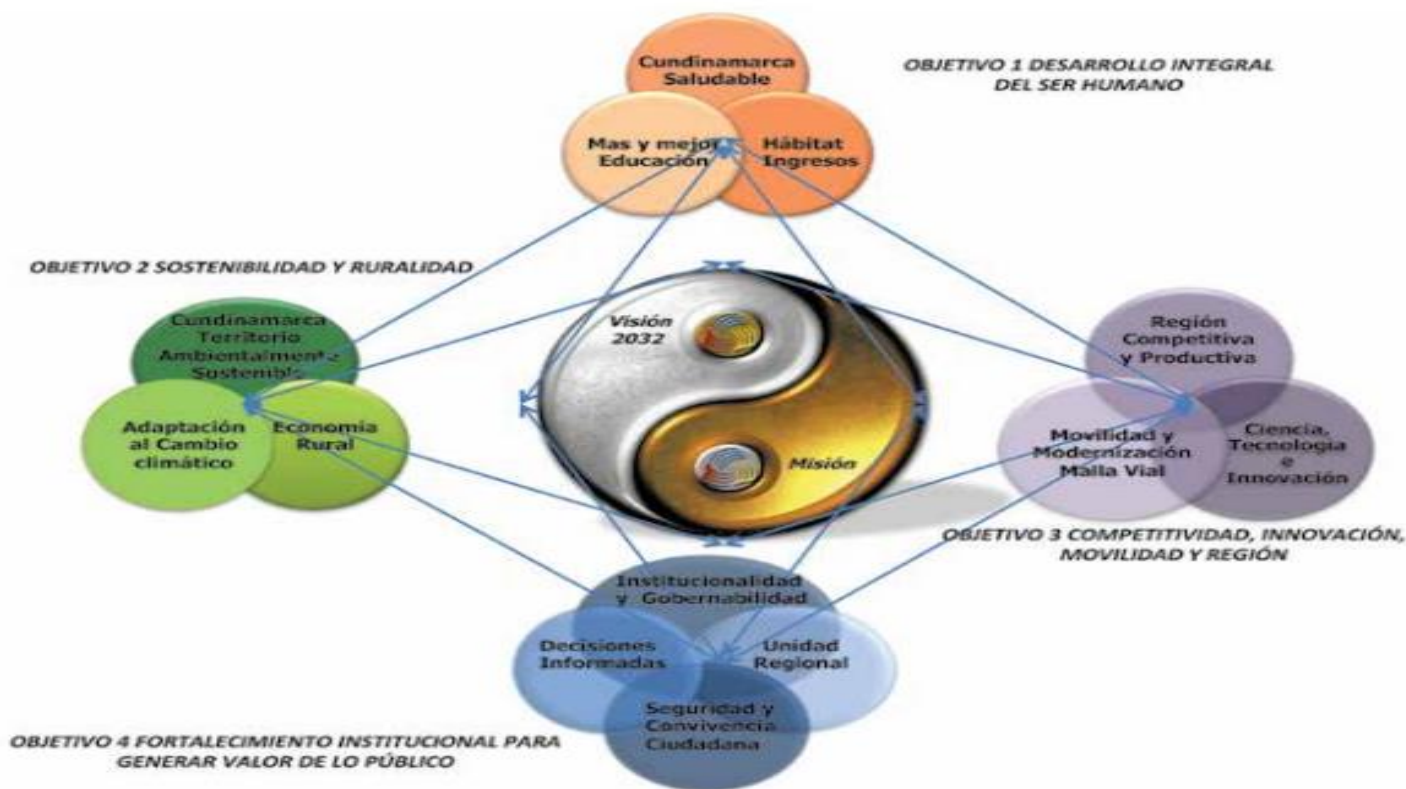 Cundinamarca
Saludable
OBJETIVO 1 DESARROLLO INTEGRAL
DEL SER HUMANO
Mas y mejor
Educación
Hábitat
Ingresos
OBJETIVO 2 SOSTENIBILIDAD Y RURALIDAD
Cundinamarca
Territorio
Ambientalmente
Sostenible
Adaptación
al Cambio
climático
Economía
Rural
Visión
2032
Misión
Región
Competitiva
y Productiva
Movilidad y
Modernización
Malla Vial
Ciencia,
Tecnología
e
Innovación
OBJETIVO 3 COMPETITIVIDAD, INNOVACIÓN,
MOVILIDAD Y REGIÓN
Institucionalidad
y Gobernabilidad
Decisiones
Informadas
Unidad
Regional
Seguridad y
Convivencia
Ciudadana
OBJETIVO 4 FORTALECIMIENTO INSTITUCIONAL PARA
GENERAR VALOR DE LO PÚBLICO